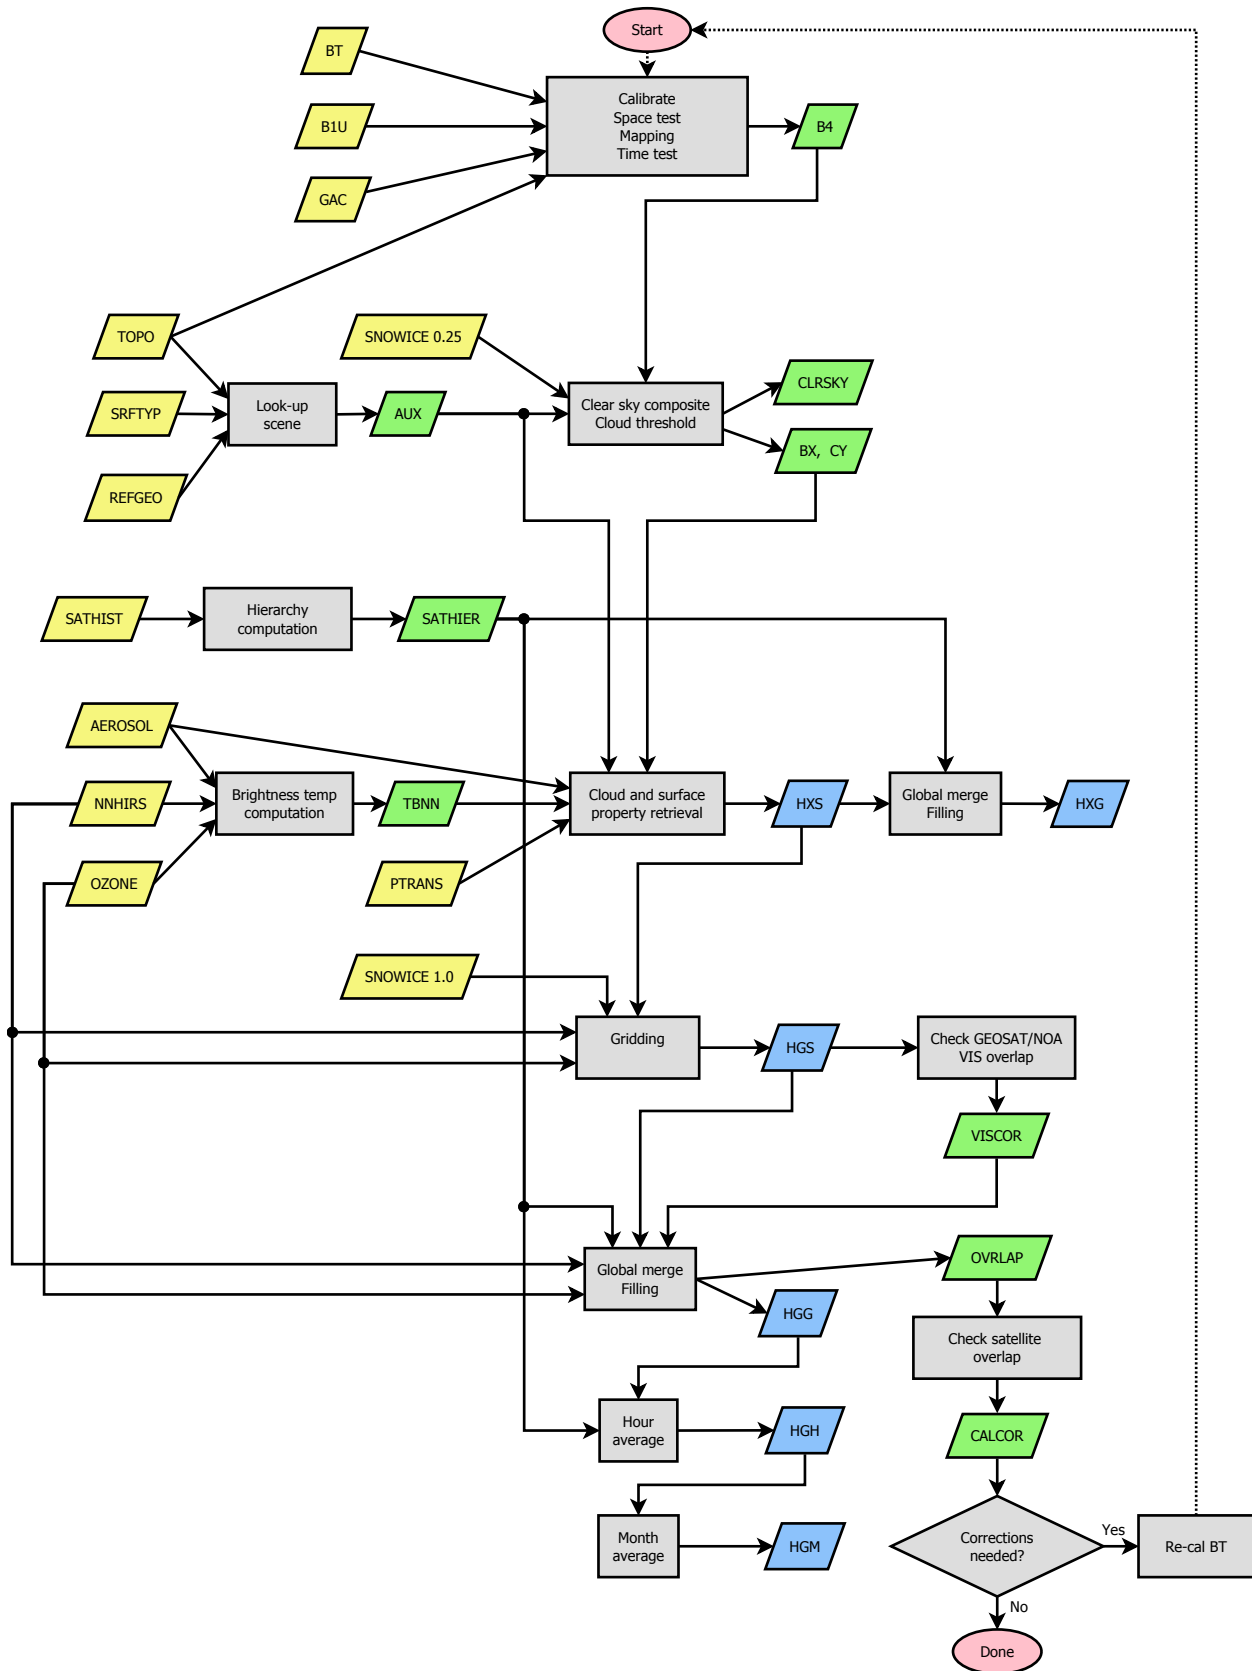 Start
BT
Calibrate
Space test
Mapping
Time test
B1U
B4
GAC
TOPO
SNOWICE 0.25
CLRSKY
SRFTYP
Look-up
scene
AUX
Clear sky composite
Cloud threshold
BX, CY
REFGEO
SATHIST
Hierarchy
computation
SATHIER
AEROSOL
NNHIRS
Brightness temp
computation
TBNN
Cloud and surface
property retrieval
HXS
Global merge
Filling
HXG
OZONE
PTRANS
SNOWICE 1.0
Gridding
HGS
Check GEOSAT/NOA
VIS overlap
VISCOR
Global merge
Filling
OVRLAP
HGG
Check satellite
overlap
Hour
average
HGH
CALCOR
Month
average
HGM
Corrections
needed?
Yes
Re-cal BT
No
Done